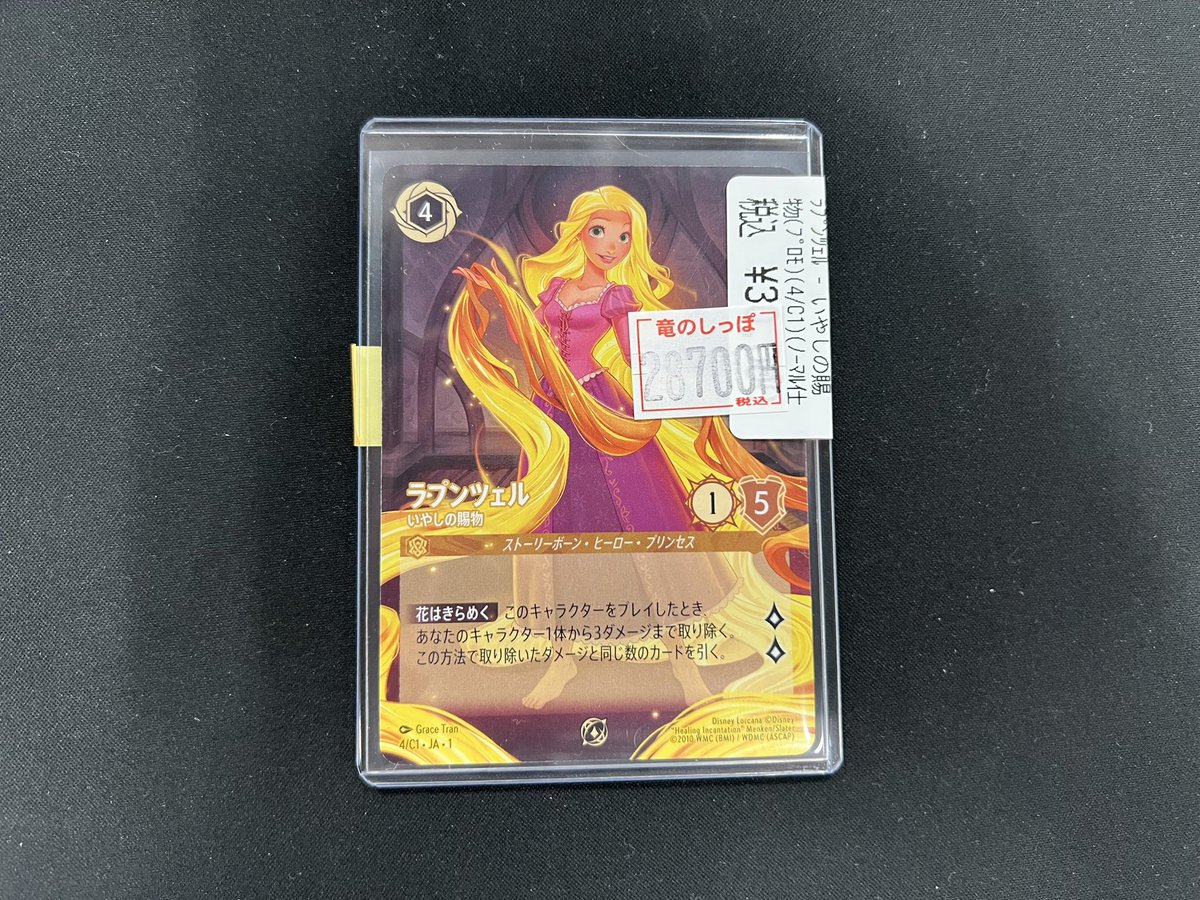 4
ラプンツェル - いやしの賜
物(プロモ)(4/C1)(ノーマル仕
税込 ¥3
竜のしっぽ
28700円
税込
ラプンツェル
いやしの賜物
1
5
ストーリーボーン・ヒーロー・プリンセス
花はきらめく このキャラクターをプレイしたとき、
あなたのキャラクター1体から3ダメージまで取り除く。
この方法で取り除いたダメージと同じ数のカードを引く。
Grace Tran
4/C1 • JA • 1
Disney Lorcana ©Disney
"Healing Incantation" Menken/Slater
©2010 WMC (BMI) / WDMC (ASCAP)